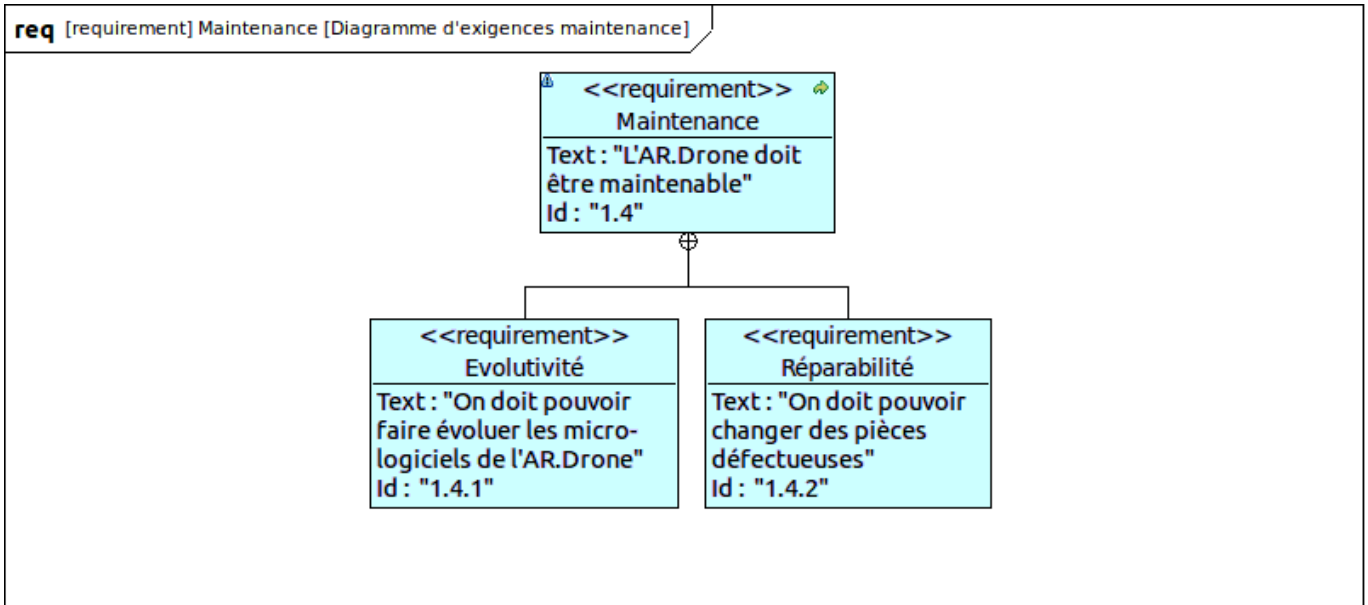 req [requirement] Maintenance [Diagramme d'exigences maintenance]
<<requirement>>
Maintenance
Text : "L'AR.Drone doit
être maintenable"
Id : "1.4"
<<requirement>>
Evolutivité
Text : "On doit pouvoir
faire évoluer les micro-
logiciels de l'AR.Drone"
Id : "1.4.1"
<<requirement>>
Réparabilité
Text : "On doit pouvoir
changer des pièces
défectueuses"
Id : "1.4.2"